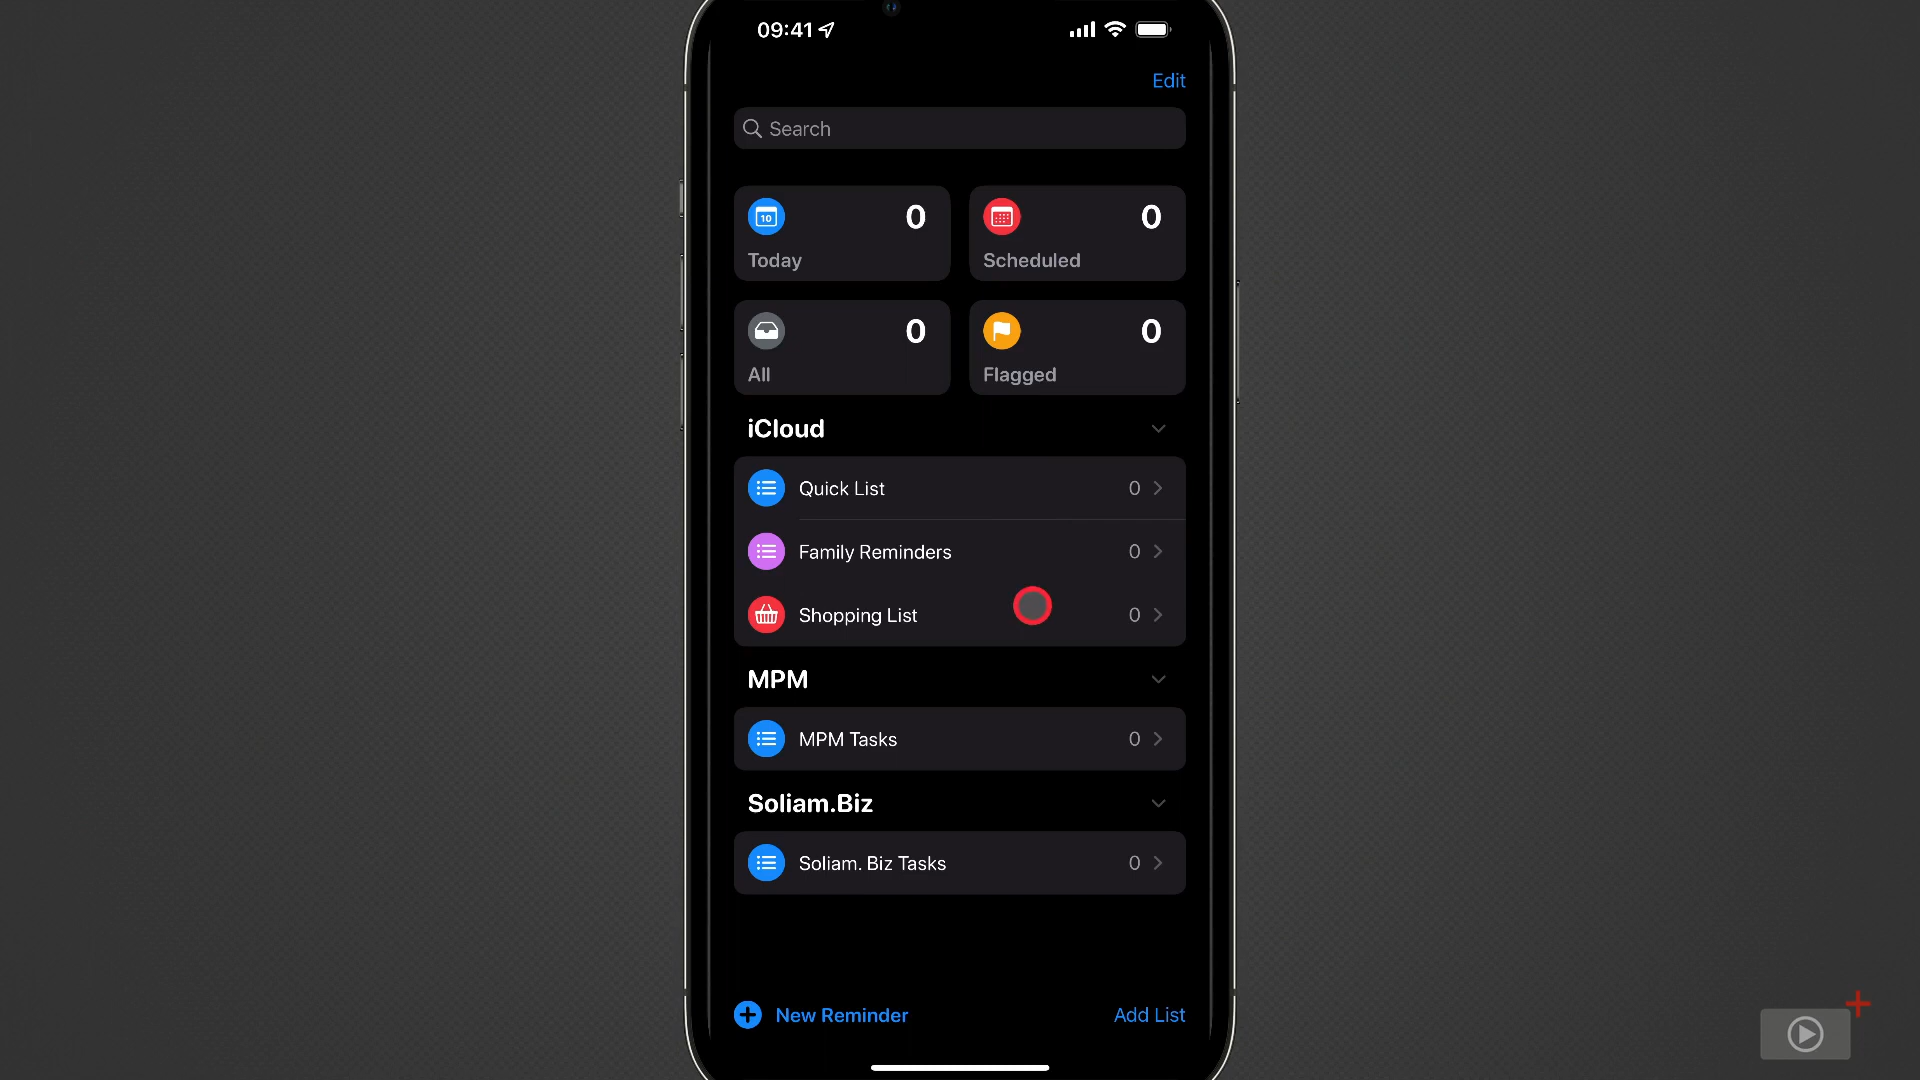 09:41
Edit
Search
10 0
Today
0
Scheduled
0
All
0
Flagged
iCloud
Quick List 0
Family Reminders 0
Shopping List 0
MPM
MPM Tasks 0
Soliam.Biz
Soliam. Biz Tasks 0
New Reminder Add List